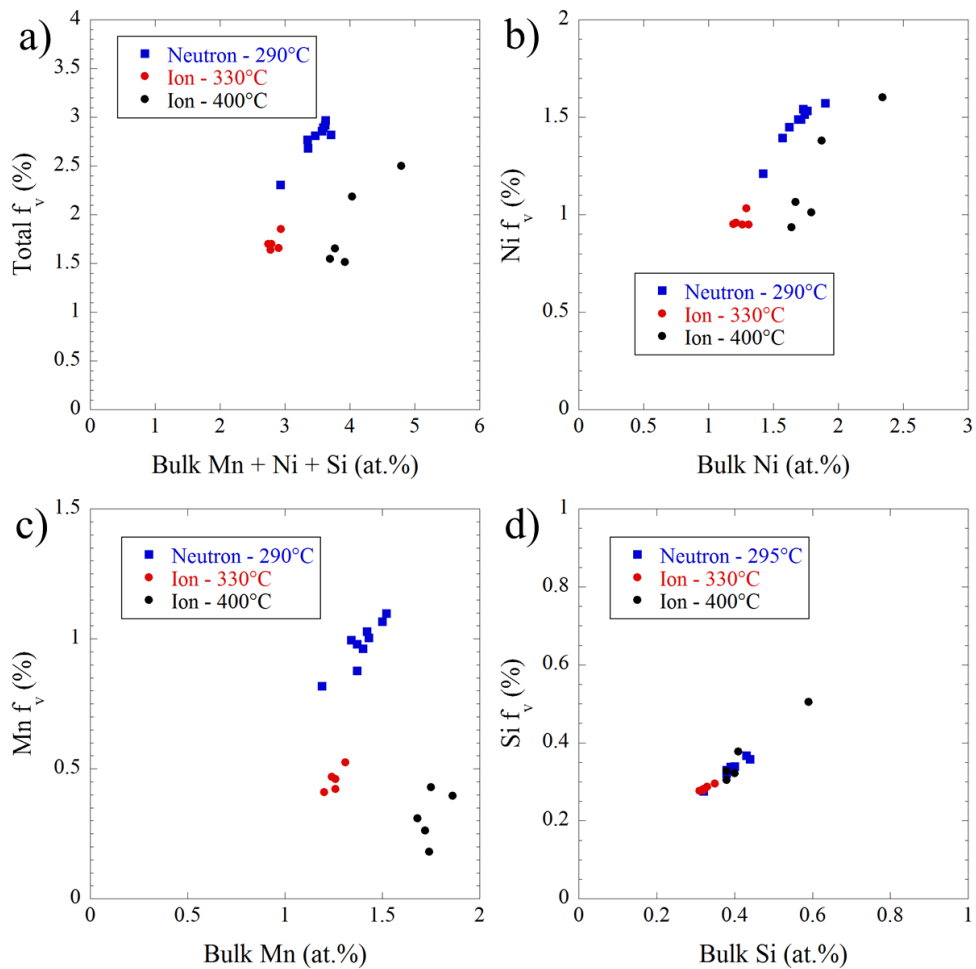 a)
Total f_v (%)
4
3.5
3
2.5
2
1.5
1
0.5
0
Neutron - 290°C
Ion - 330°C
Ion - 400°C
0 1 2 3 4 5 6
Bulk Mn + Ni + Si (at.%)
b)
Ni f_v (%)
2
1.5
1
0.5
0
Neutron - 290°C
Ion - 330°C
Ion - 400°C
0 0.5 1 1.5 2 2.5 3
Bulk Ni (at.%)
c)
Mn f_v (%)
1.5
1
0.5
0
Neutron - 290°C
Ion - 330°C
Ion - 400°C
0 0.5 1 1.5 2
Bulk Mn (at.%)
d)
Si f_v (%)
1
0.8
0.6
0.4
0.2
0
Neutron - 295°C
Ion - 330°C
Ion - 400°C
0 0.2 0.4 0.6 0.8 1
Bulk Si (at.%)